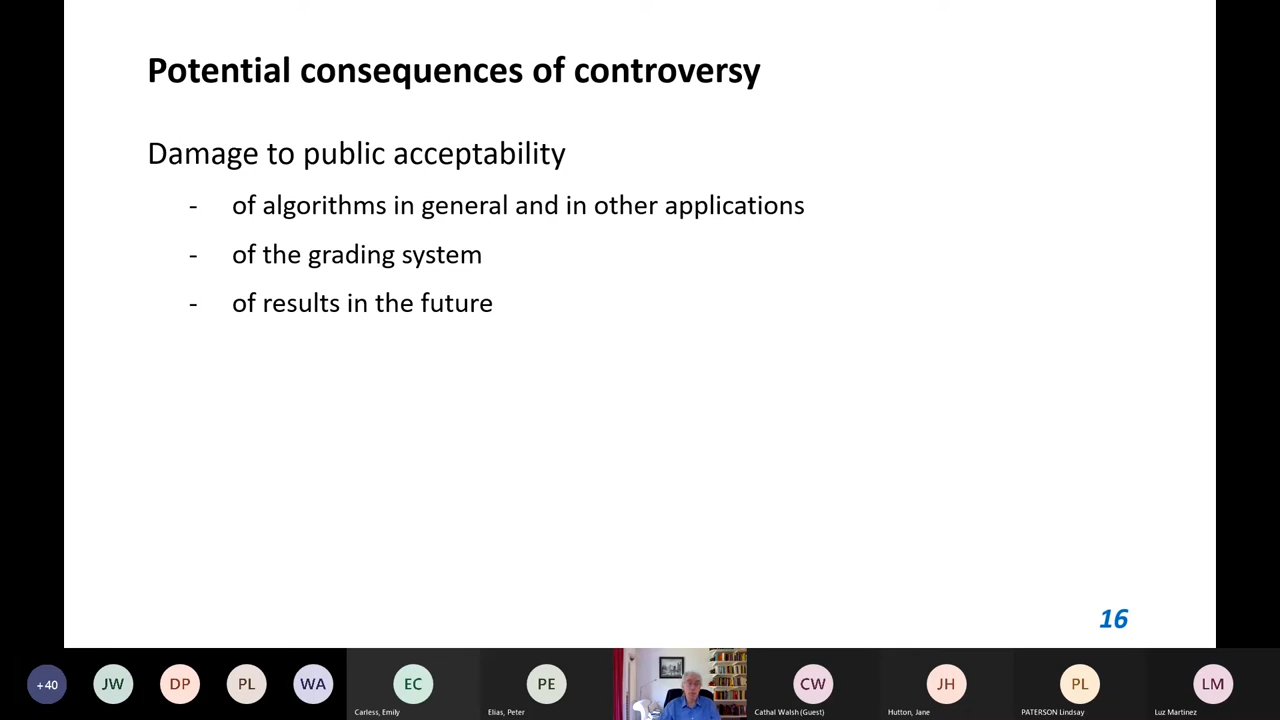 Potential consequences of controversy
Damage to public acceptability
- of algorithms in general and in other applications
- of the grading system
- of results in the future
16
+40
JW
DP
PL
WA
EC
Carless, Emily
PE
Elias, Peter
CW
Cathal Walsh (Guest)
JH
Hutton, Jane
PL
PATERSON Lindsay
LM
Luz Martinez